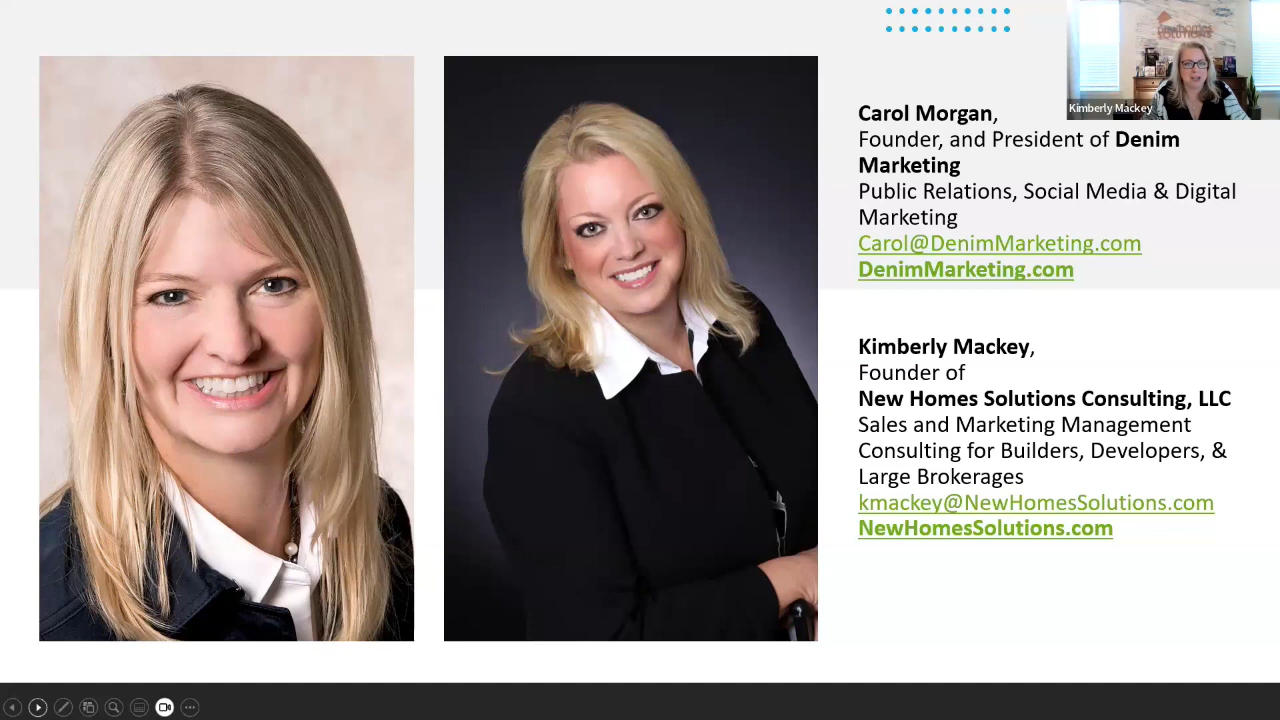 Kimberly Mackey
Carol Morgan,
Founder, and President of Denim
Marketing
Public Relations, Social Media & Digital
Marketing
Carol@DenimMarketing.com
DenimMarketing.com
Kimberly Mackey,
Founder of
New Homes Solutions Consulting, LLC
Sales and Marketing Management
Consulting for Builders, Developers, &
Large Brokerages
kmackey@NewHomesSolutions.com
NewHomesSolutions.com